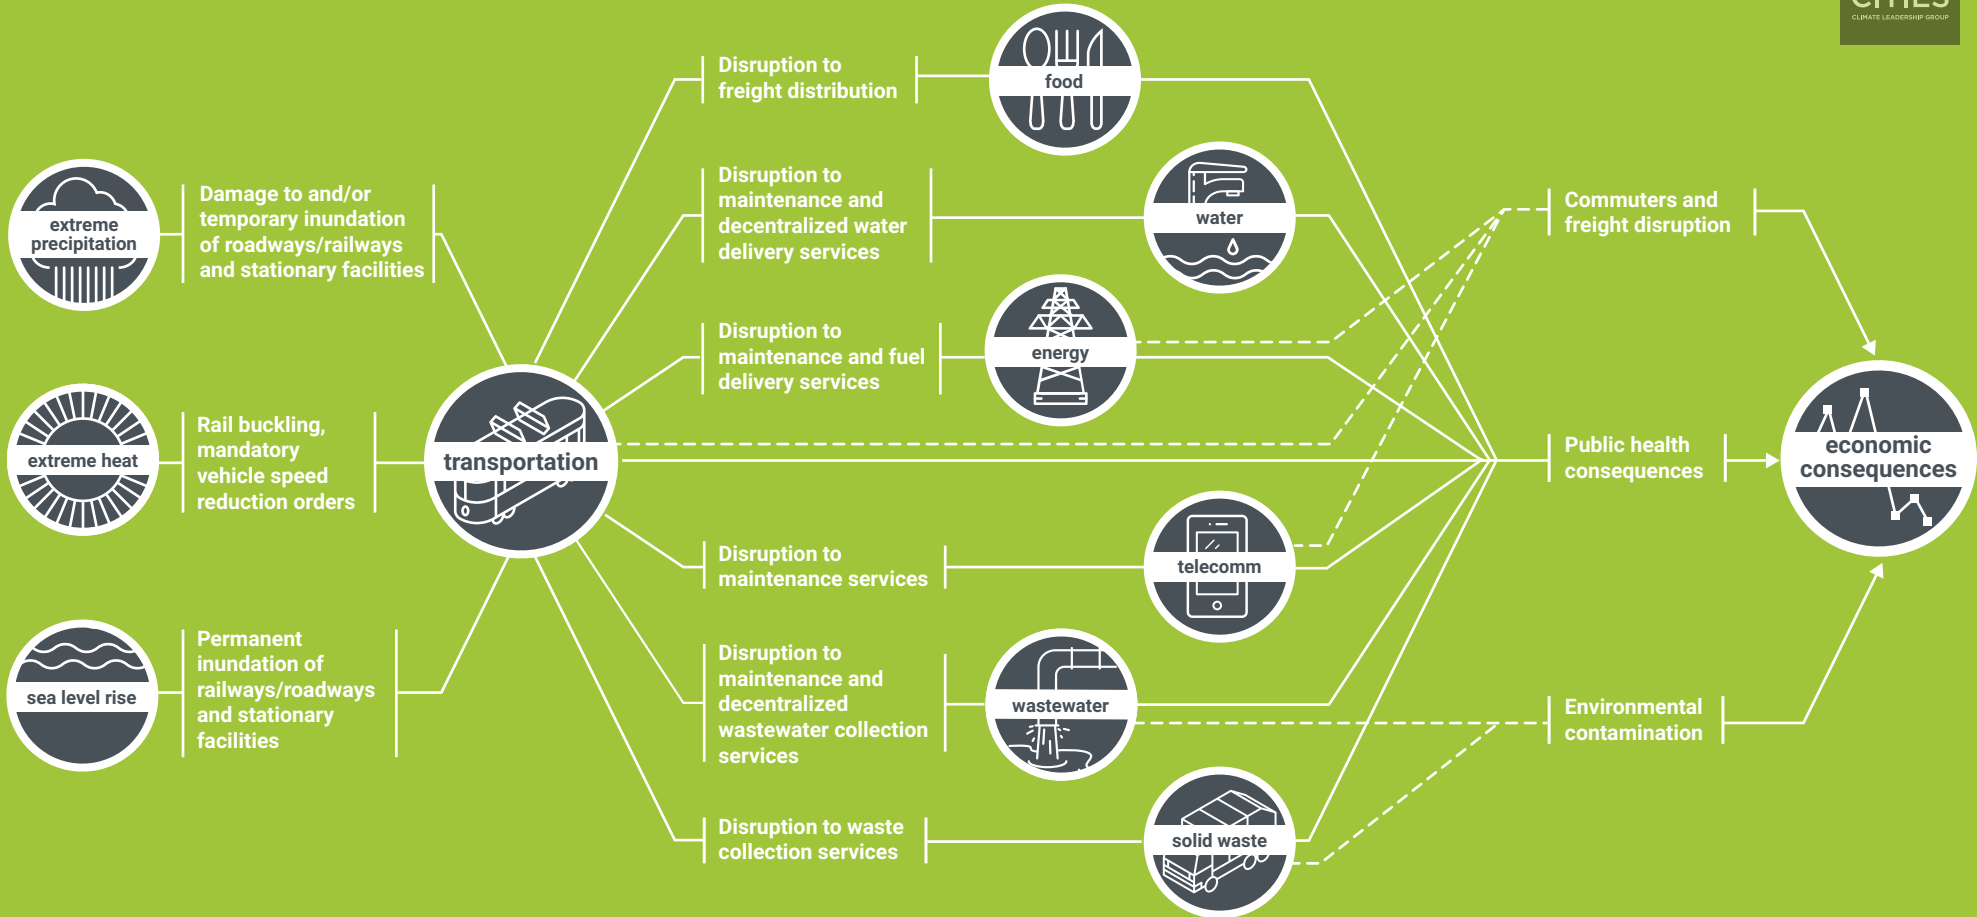 CITIES
CLIMATE LEADERSHIP GROUP
extreme
precipitation
Damage to and/or
temporary inundation
of roadways/railways
and stationary facilities
extreme heat
Rail buckling,
mandatory
vehicle speed
reduction orders
sea level rise
Permanent
inundation of
railways/roadways
and stationary
facilities
transportation
Disruption to
freight distribution
food
Disruption to
maintenance and
decentralized water
delivery services
water
Disruption to
maintenance and fuel
delivery services
energy
Disruption to
maintenance services
telecomm
Disruption to
maintenance and
decentralized
wastewater collection
services
wastewater
Disruption to waste
collection services
solid waste
Commuters and
freight disruption
Public health
consequences
Environmental
contamination
economic
consequences